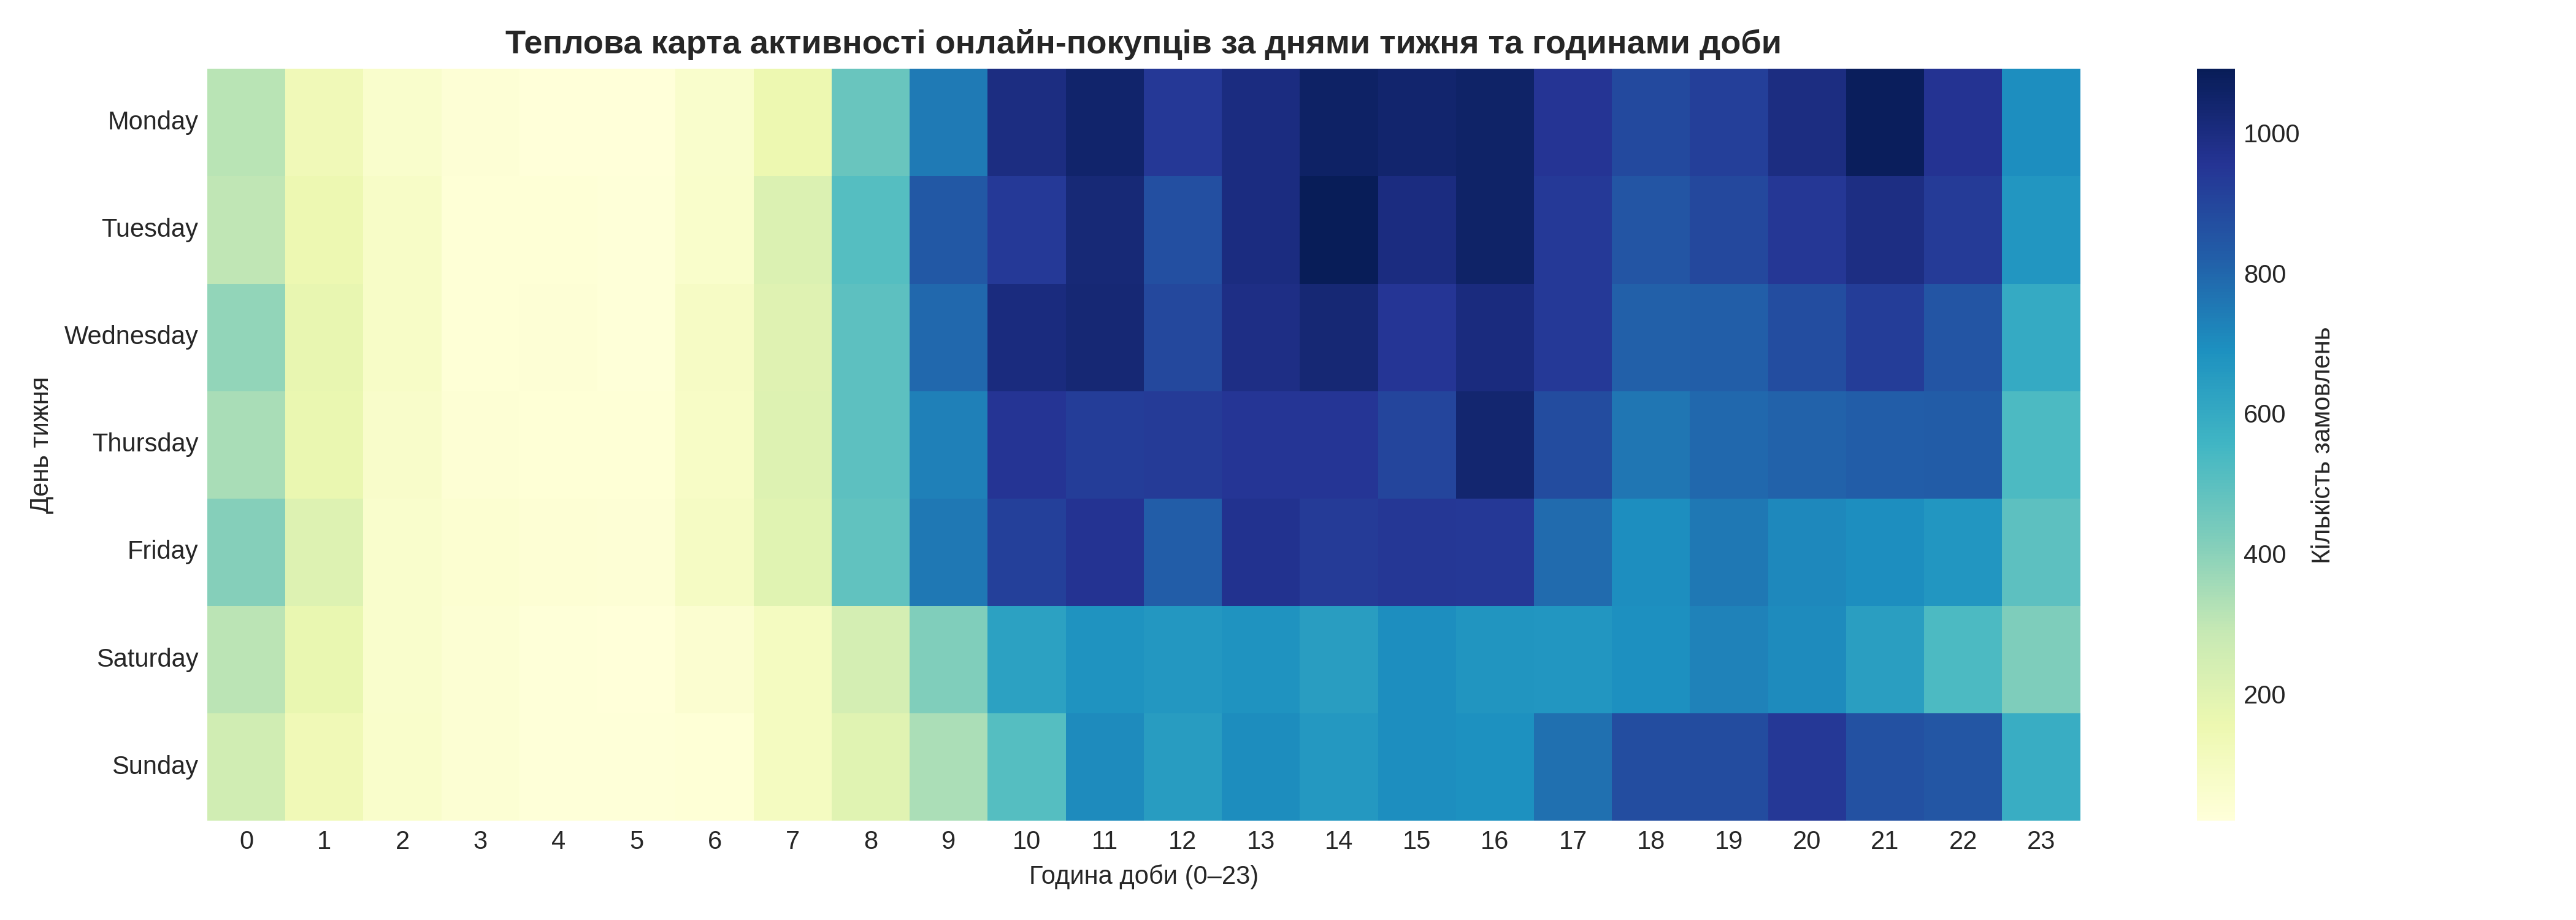 Теплова карта активності онлайн-покупців за днями тижня та годинами доби
День тижня
Monday
Tuesday
Wednesday
Thursday
Friday
Saturday
Sunday
0 1 2 3 4 5 6 7 8 9 10 11 12 13 14 15 16 17 18 19 20 21 22 23
Година доби (0–23)
1000
800
600
400
200
Кількість замовлень